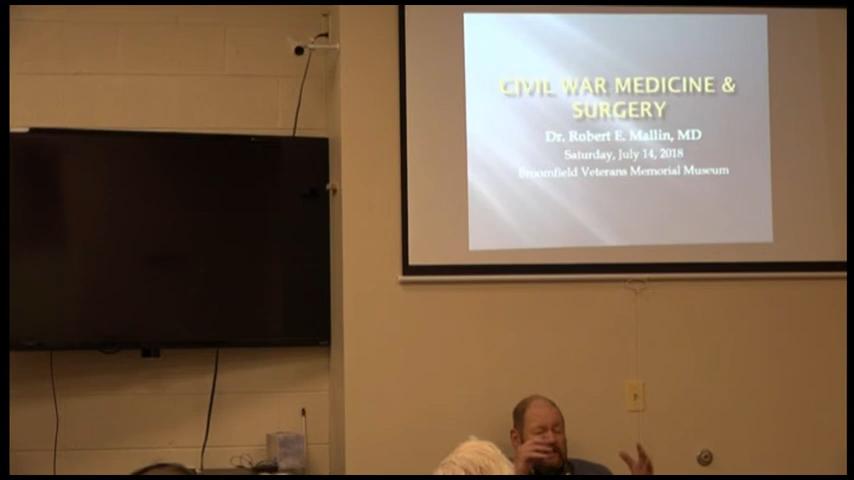 CIVIL WAR MEDICINE &
SURGERY
Dr. Robert E. Mallin, MD
Saturday, July 14, 2018
Broomfield Veterans Memorial Museum